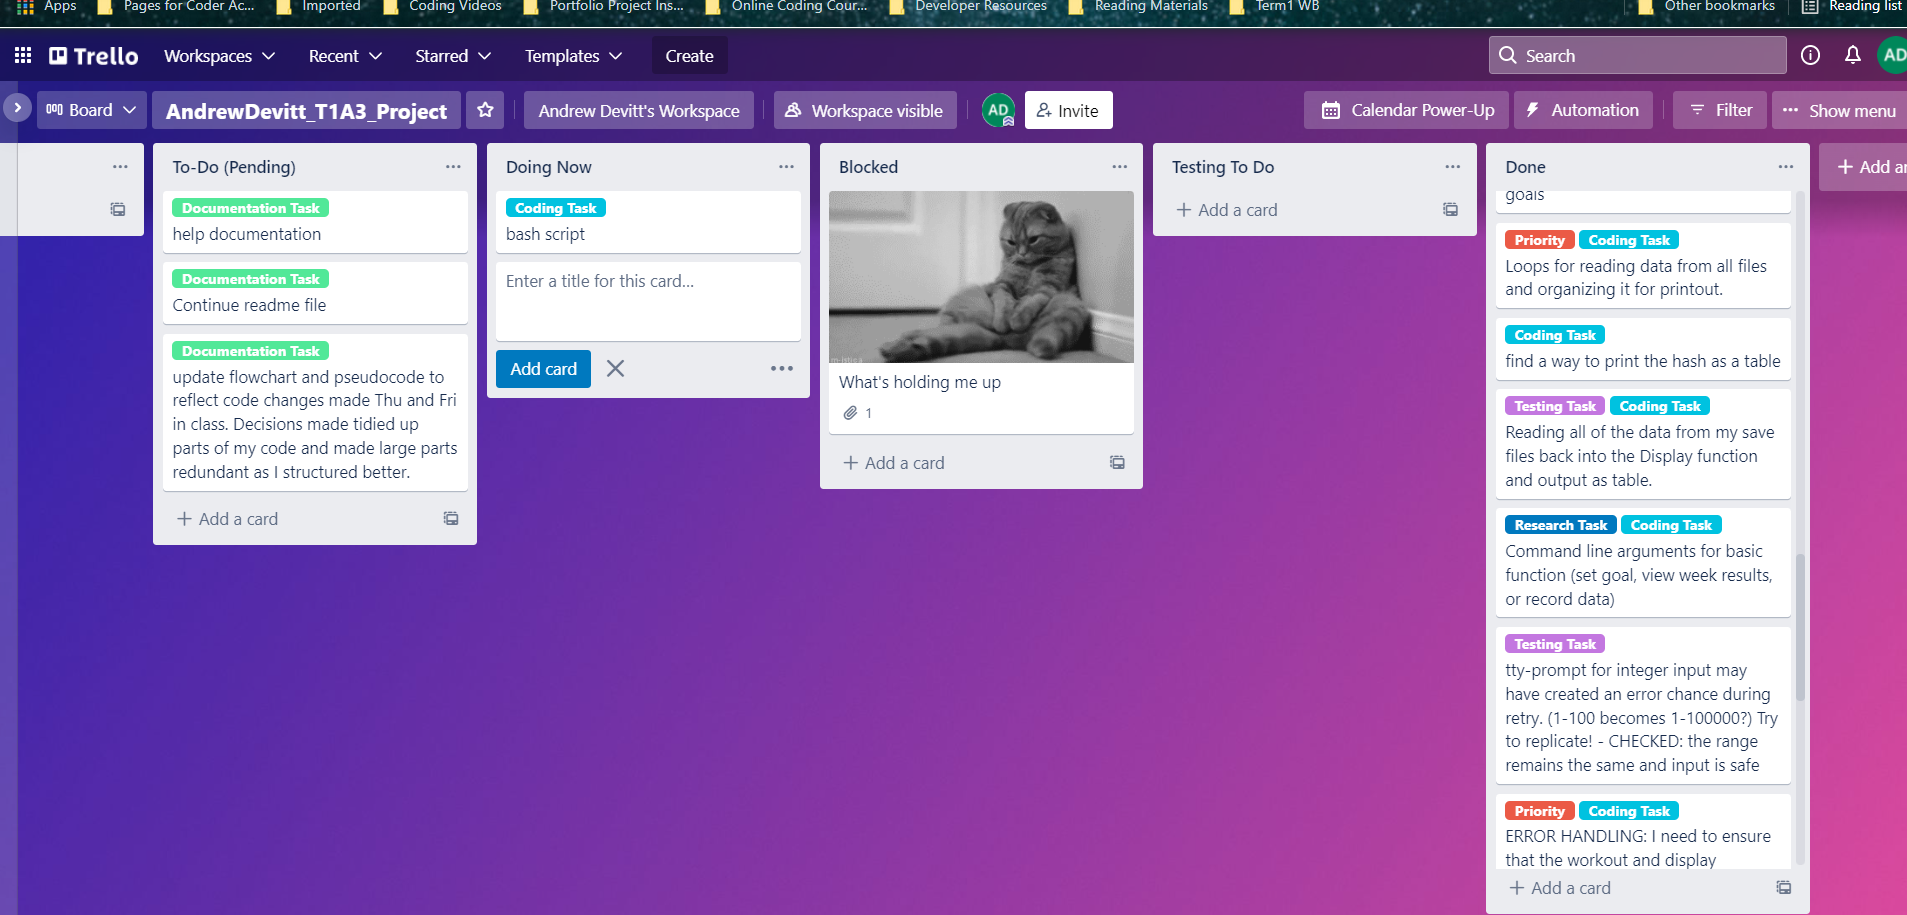 Apps
Pages for Coder Ac...
Imported
Coding Videos
Portfolio Project Ins...
Online Coding Cour...
Developer Resources
Reading Materials
Term1 WB
Other bookmarks
Reading list
Trello
Workspaces
Recent
Starred
Templates
Create
Search
AD
Board
AndrewDevitt_T1A3_Project
Andrew Devitt's Workspace
Workspace visible
AD
Invite
Calendar Power-Up
Automation
Filter
Show menu
To-Do (Pending)
Documentation Task
help documentation
Documentation Task
Continue readme file
Documentation Task
update flowchart and pseudocode to
reflect code changes made Thu and Fri
in class. Decisions made tidied up
parts of my code and made large parts
redundant as I structured better.
+ Add a card
Doing Now
Coding Task
bash script
Enter a title for this card...
Add card
Blocked
What's holding me up
1
+ Add a card
Testing To Do
+ Add a card
Done
goals
Priority Coding Task
Loops for reading data from all files
and organizing it for printout.
Coding Task
find a way to print the hash as a table
Testing Task Coding Task
Reading all of the data from my save
files back into the Display function
and output as table.
Research Task Coding Task
Command line arguments for basic
function (set goal, view week results,
or record data)
Testing Task
tty-prompt for integer input may
have created an error chance during
retry. (1-100 becomes 1-100000?) Try
to replicate! - CHECKED: the range
remains the same and input is safe
Priority Coding Task
ERROR HANDLING: I need to ensure
that the workout and display
+ Add a card
+ Add